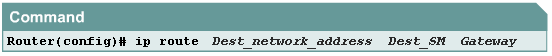 Command
Router(config)# ip route Dest_network_address Dest_SM Gateway